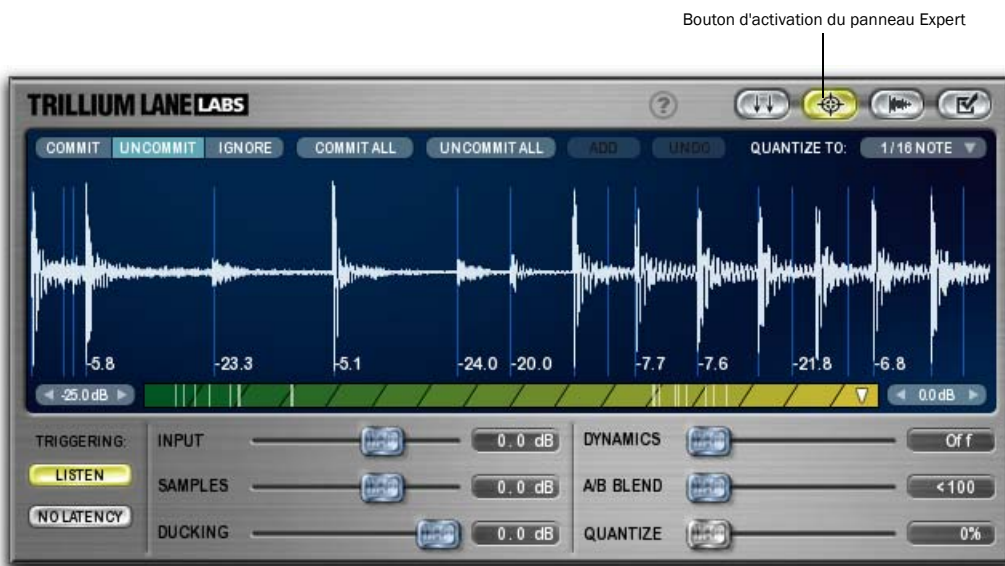 Bouton d'activation du panneau Expert
TRILLIUM LANE LABS ?
COMMIT UNCOMMIT IGNORE COMMIT ALL UNCOMMIT ALL ADD UNDO QUANTIZE TO: 1/16 NOTE
-5.8 -23.3 -5.1 -24.0 -20.0 -7.7 -7.6 -21.8 -6.8
-25.0 dB 0.0 dB
TRIGGERING: INPUT 0.0 dB DYNAMICS Off
LISTEN SAMPLES 0.0 dB A/B BLEND <100
NO LATENCY DUCKING 0.0 dB QUANTIZE 0%